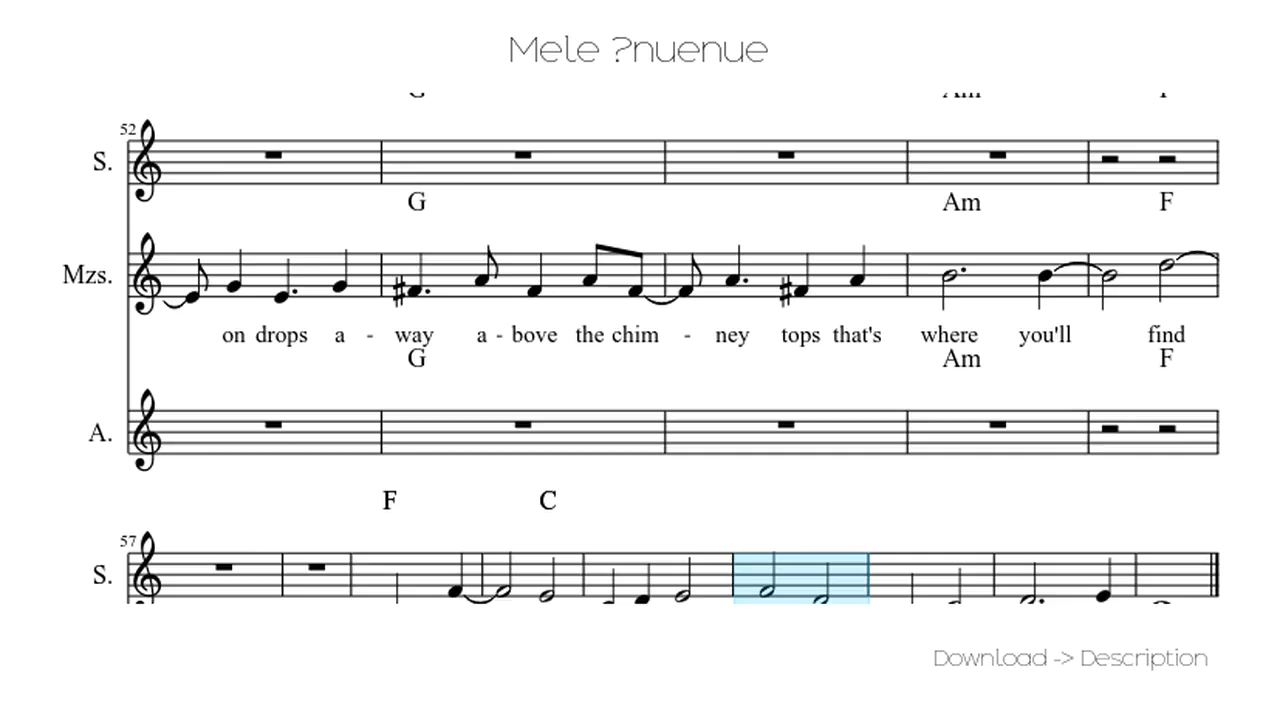 Mele ?nuenue
52
S.
G Am F
Mzs.
on drops a - way a - bove the chim - ney tops that's where you'll find
G Am F
A.
F C
57
S.
Download -> Description